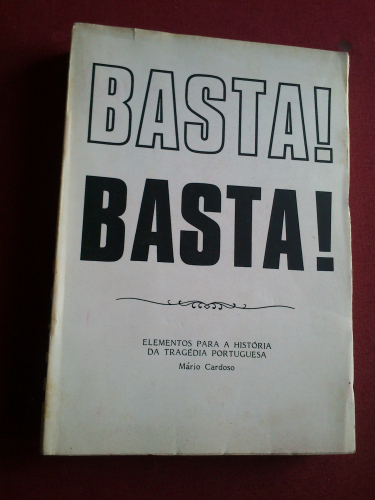 BASTA!
BASTA!
ELEMENTOS PARA A HISTÓRIA
DA TRAGÉDIA PORTUGUESA
Mário Cardoso